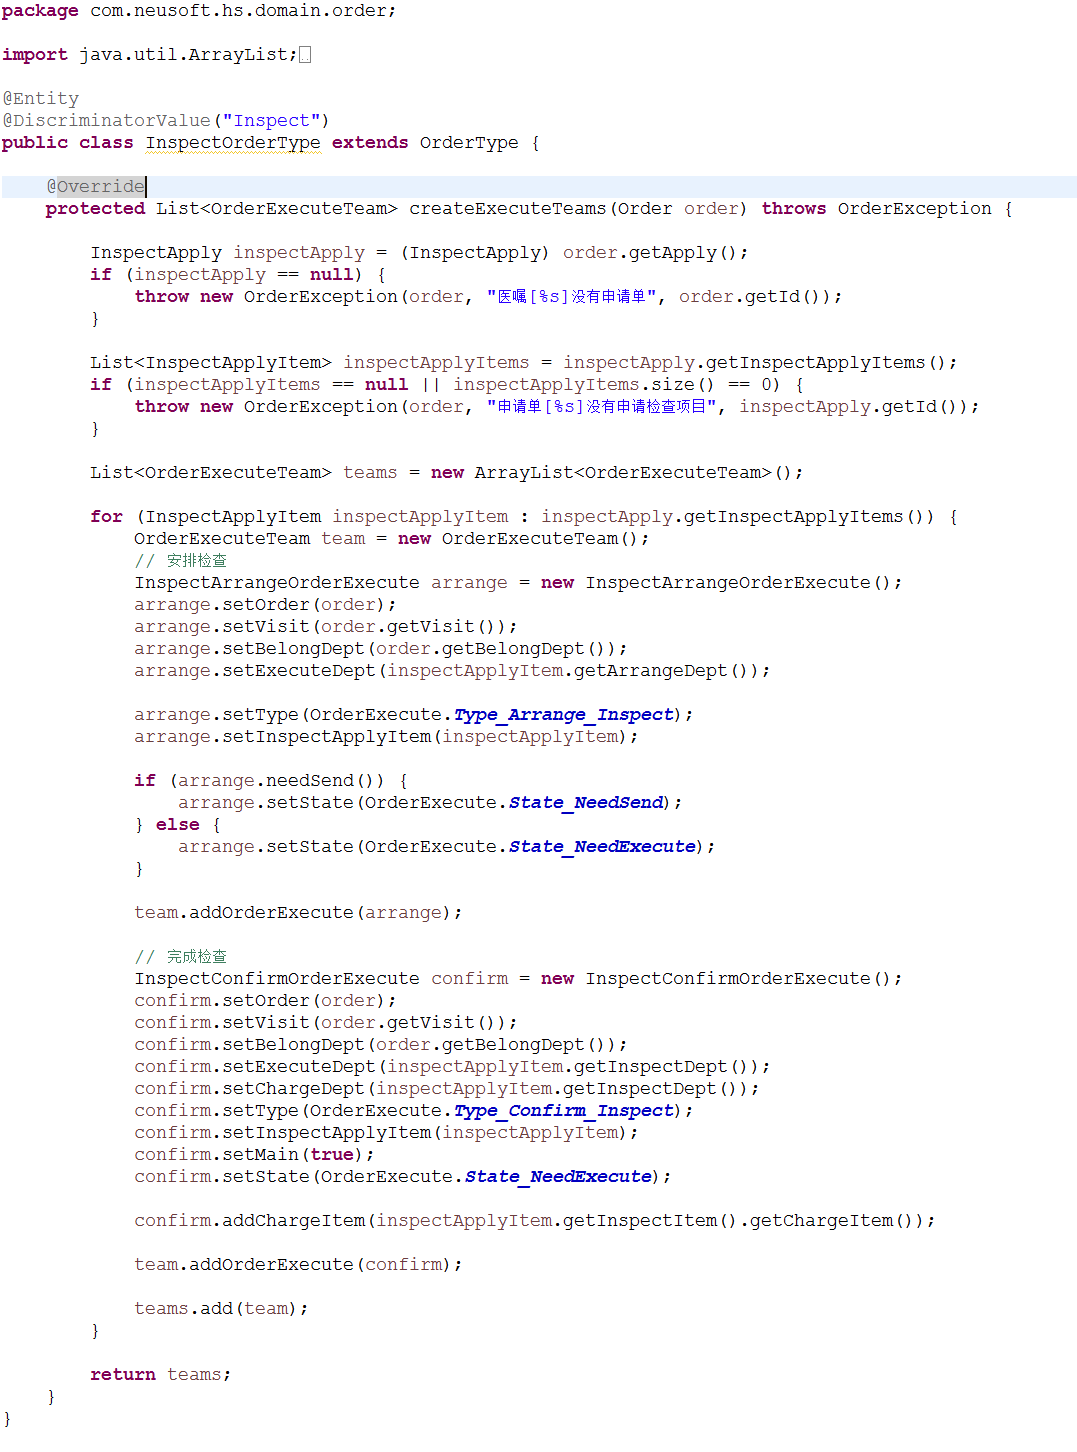 package com.neusoft.hs.domain.order;
import java.util.ArrayList;
@Entity
@DiscriminatorValue("Inspect")
public class InspectOrderType extends OrderType {
@Override
protected List<OrderExecuteTeam> createExecuteTeams(Order order) throws OrderException {
InspectApply inspectApply = (InspectApply) order.getApply();
if (inspectApply == null) {
throw new OrderException(order, "医嘱[%s]没有申请单", order.getId());
}
List<InspectApplyItem> inspectApplyItems = inspectApply.getInspectApplyItems();
if (inspectApplyItems == null || inspectApplyItems.size() == 0) {
throw new OrderException(order, "申请单[%s]没有申请检查项目", inspectApply.getId());
}
List<OrderExecuteTeam> teams = new ArrayList<OrderExecuteTeam>();
for (InspectApplyItem inspectApplyItem : inspectApply.getInspectApplyItems()) {
OrderExecuteTeam team = new OrderExecuteTeam();
// 安排检查
InspectArrangeOrderExecute arrange = new InspectArrangeOrderExecute();
arrange.setOrder(order);
arrange.setVisit(order.getVisit());
arrange.setBelongDept(order.getBelongDept());
arrange.setExecuteDept(inspectApplyItem.getArrangeDept());
arrange.setType(OrderExecute.Type_Arrange_Inspect);
arrange.setInspectApplyItem(inspectApplyItem);
if (arrange.needSend()) {
arrange.setState(OrderExecute.State_NeedSend);
} else {
arrange.setState(OrderExecute.State_NeedExecute);
}
team.addOrderExecute(arrange);
// 完成检查
InspectConfirmOrderExecute confirm = new InspectConfirmOrderExecute();
confirm.setOrder(order);
confirm.setVisit(order.getVisit());
confirm.setBelongDept(order.getBelongDept());
confirm.setExecuteDept(inspectApplyItem.getInspectDept());
confirm.setChargeDept(inspectApplyItem.getInspectDept());
confirm.setType(OrderExecute.Type_Confirm_Inspect);
confirm.setInspectApplyItem(inspectApplyItem);
confirm.setMain(true);
confirm.setState(OrderExecute.State_NeedExecute);
confirm.addChargeItem(inspectApplyItem.getInspectItem().getChargeItem());
team.addOrderExecute(confirm);
teams.add(team);
}
return teams;
}
}